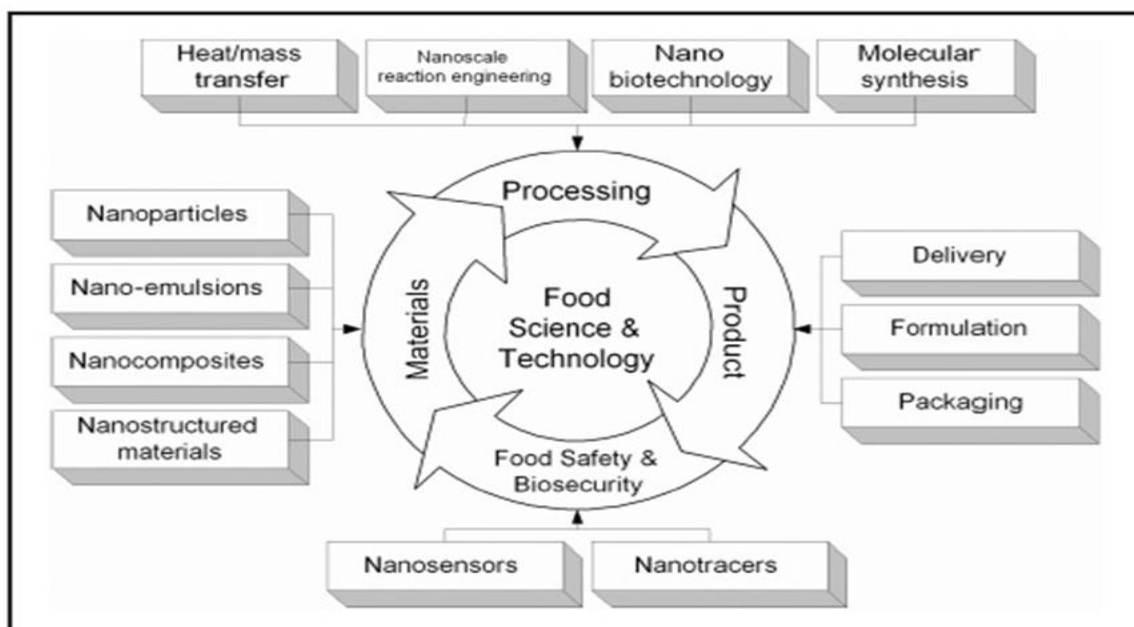 Heat/mass
transfer
Nanoscale
reaction engineering
Nano
biotechnology
Molecular
synthesis
Processing
Nanoparticles
Nano-emulsions
Nanocomposites
Nanostructured
materials
Materials
Food
Science &
Technology
Product
Delivery
Formulation
Packaging
Food Safety &
Biosecurity
Nanosensors
Nanotracers